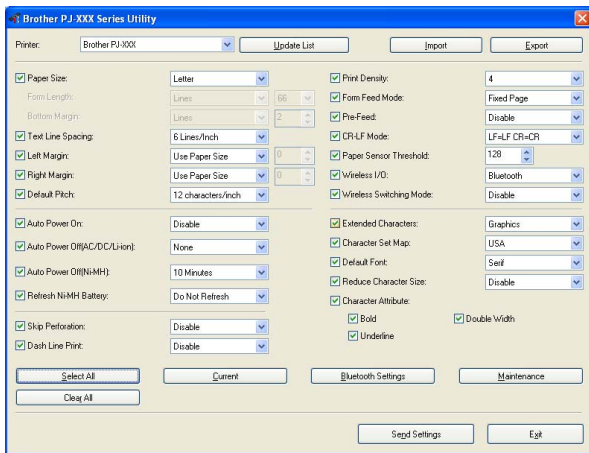 Brother PJ-XXX Series Utility
Printer: Brother PJ-XXX Update List Import Export
Paper Size: Letter
Form Length: Lines 66
Bottom Margin: Lines 2
Text Line Spacing: 6 Lines/Inch
Left Margin: Use Paper Size 0
Right Margin: Use Paper Size 0
Default Pitch: 12 characters/inch
Auto Power On: Disable
Auto Power Off(AC/DC/Li-ion): None
Auto Power Off(Ni-MH): 10 Minutes
Refresh Ni-MH Battery: Do Not Refresh
Skip Perforation: Disable
Dash Line Print: Disable
Print Density: 4
Form Feed Mode: Fixed Page
Pre-Feed: Disable
CR-LF Mode: LF=LF CR=CR
Paper Sensor Threshold: 128
Wireless I/O: Bluetooth
Wireless Switching Mode: Disable
Extended Characters: Graphics
Character Set Map: USA
Default Font: Serif
Reduce Character Size: Disable
Character Attribute:
Bold Double Width
Underline
Select All Current Bluetooth Settings Maintenance
Clear All
Send Settings Exit